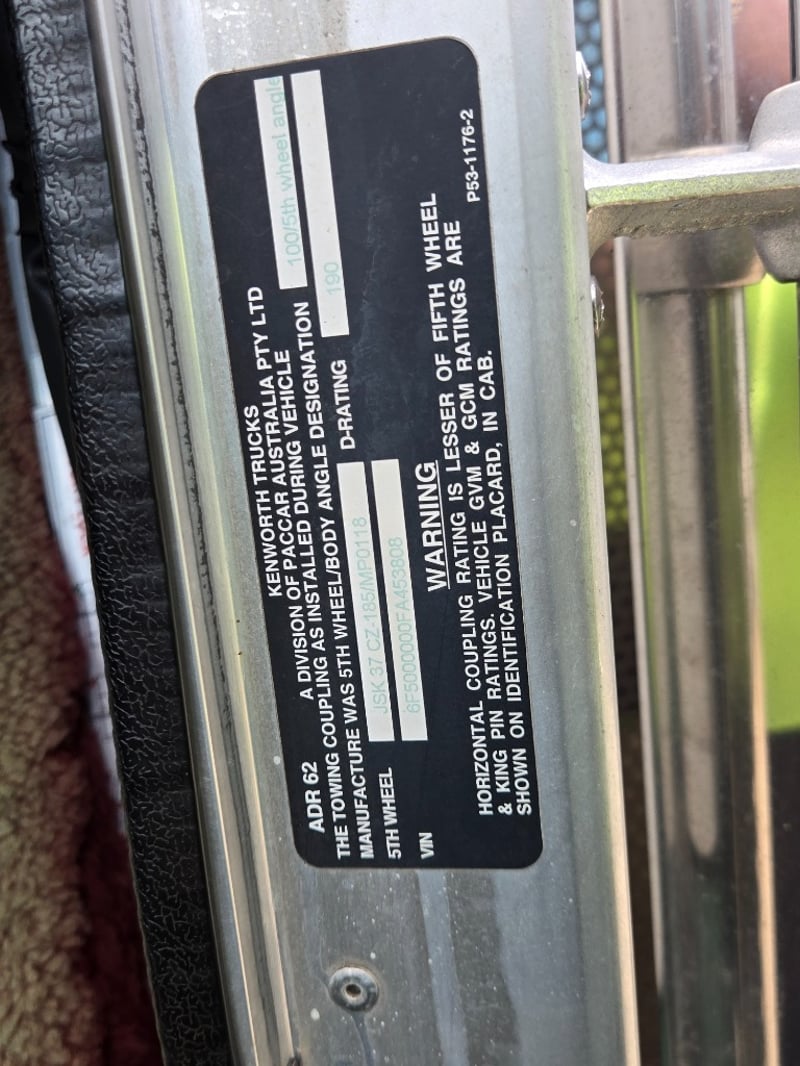 KENWORTH TRUCKS
A DIVISION OF PACCAR AUSTRALIA PTY LTD
ADR 62
THE TOWING COUPLING AS INSTALLED DURING VEHICLE
MANUFACTURE WAS 5TH WHEEL/BODY ANGLE DESIGNATION 100/5th wheel angle
5TH WHEEL JSK 37 CZ-185/MP0118 D-RATING 190
VIN 6F5000000FA453808
WARNING
HORIZONTAL COUPLING RATING IS LESSER OF FIFTH WHEEL
& KING PIN RATINGS. VEHICLE GVM & GCM RATINGS ARE
SHOWN ON IDENTIFICATION PLACARD, IN CAB.
P53-1176-2